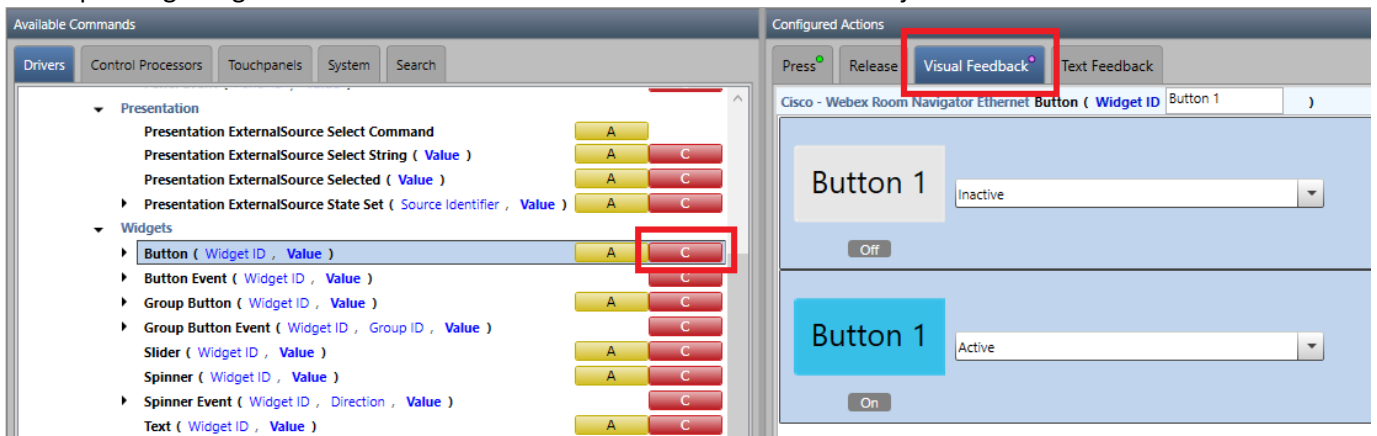 Available Commands
Drivers Control Processors Touchpanels System Search
Presentation
Presentation ExternalSource Select Command A
Presentation ExternalSource Select String ( Value ) A C
Presentation ExternalSource Selected ( Value ) A C
Presentation ExternalSource State Set ( Source Identifier , Value ) A C
Widgets
Button ( Widget ID , Value ) A C
Button Event ( Widget ID , Value ) C
Group Button ( Widget ID , Value ) A C
Group Button Event ( Widget ID , Group ID , Value ) C
Slider ( Widget ID , Value ) A C
Spinner ( Widget ID , Value ) A C
Spinner Event ( Widget ID , Direction , Value ) C
Text ( Widget ID , Value ) A C
Configured Actions
Press Release Visual Feedback Text Feedback
Cisco - Webex Room Navigator Ethernet Button ( Widget ID Button 1 )
Button 1 Inactive
Off
Button 1 Active
On